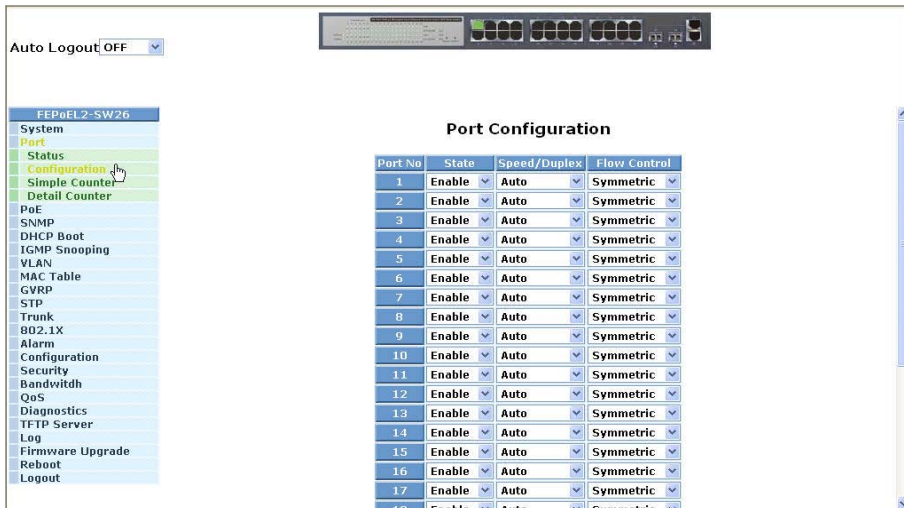 Auto Logout OFF
FEPoEL2-SW26
System
Port
Status
Configuration
Simple Counter
Detail Counter
PoE
SNMP
DHCP Boot
IGMP Snooping
VLAN
MAC Table
GVRP
STP
Trunk
802.1X
Alarm
Configuration
Security
Bandwitdh
QoS
Diagnostics
TFTP Server
Log
Firmware Upgrade
Reboot
Logout
Port Configuration
Port No State Speed/Duplex Flow Control
1 Enable Auto Symmetric
2 Enable Auto Symmetric
3 Enable Auto Symmetric
4 Enable Auto Symmetric
5 Enable Auto Symmetric
6 Enable Auto Symmetric
7 Enable Auto Symmetric
8 Enable Auto Symmetric
9 Enable Auto Symmetric
10 Enable Auto Symmetric
11 Enable Auto Symmetric
12 Enable Auto Symmetric
13 Enable Auto Symmetric
14 Enable Auto Symmetric
15 Enable Auto Symmetric
16 Enable Auto Symmetric
17 Enable Auto Symmetric